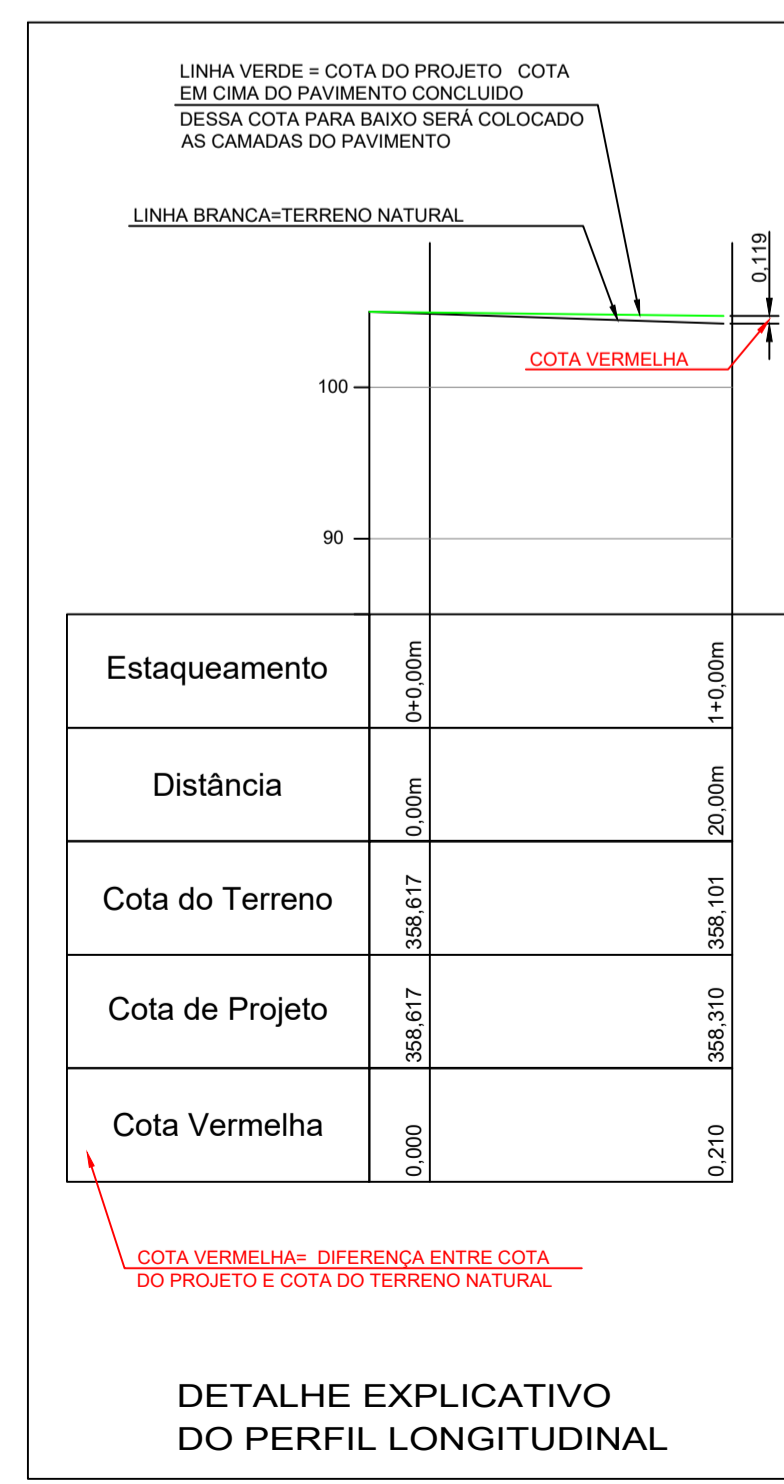 LINHA VERDE = COTA DO PROJETO COTA
EM CIMA DO PAVIMENTO CONCLUIDO
DESSA COTA PARA BAIXO SERÁ COLOCADO
AS CAMADAS DO PAVIMENTO
LINHA BRANCA=TERRENO NATURAL
0,119
COTA VERMELHA
100
90
Estaqueamento
0+0,00m
1+0,00m
Distância
0,00m
20,00m
Cota do Terreno
358,617
358,101
Cota de Projeto
358,617
358,310
Cota Vermelha
0,000
0,210
COTA VERMELHA= DIFERENÇA ENTRE COTA
DO PROJETO E COTA DO TERRENO NATURAL
DETALHE EXPLICATIVO
DO PERFIL LONGITUDINAL